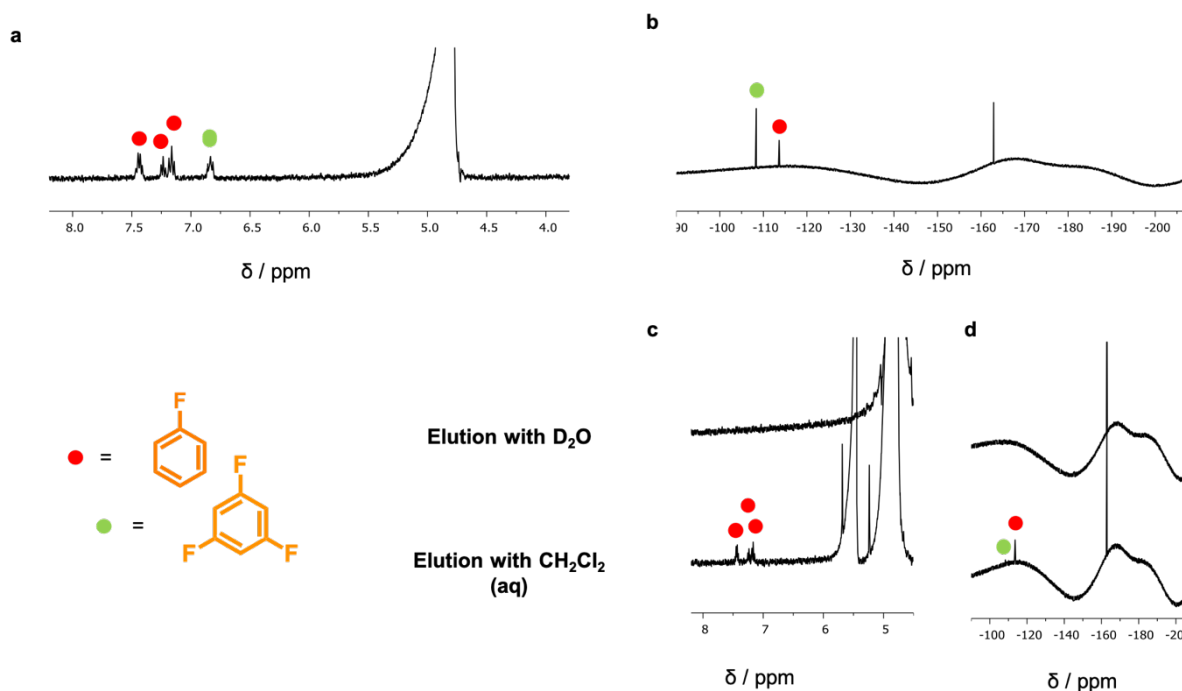 a
8.0 7.5 7.0 6.5 6.0 5.5 5.0 4.5 4.0
δ / ppm
b
90 -100 -110 -120 -130 -140 -150 -160 -170 -180 -190 -200
δ / ppm
=
F
=
F
F
F
Elution with D₂O
Elution with CH₂Cl₂
(aq)
c
8 7 6 5
δ / ppm
d
-100 -120 -140 -160 -180 -20
δ / ppm